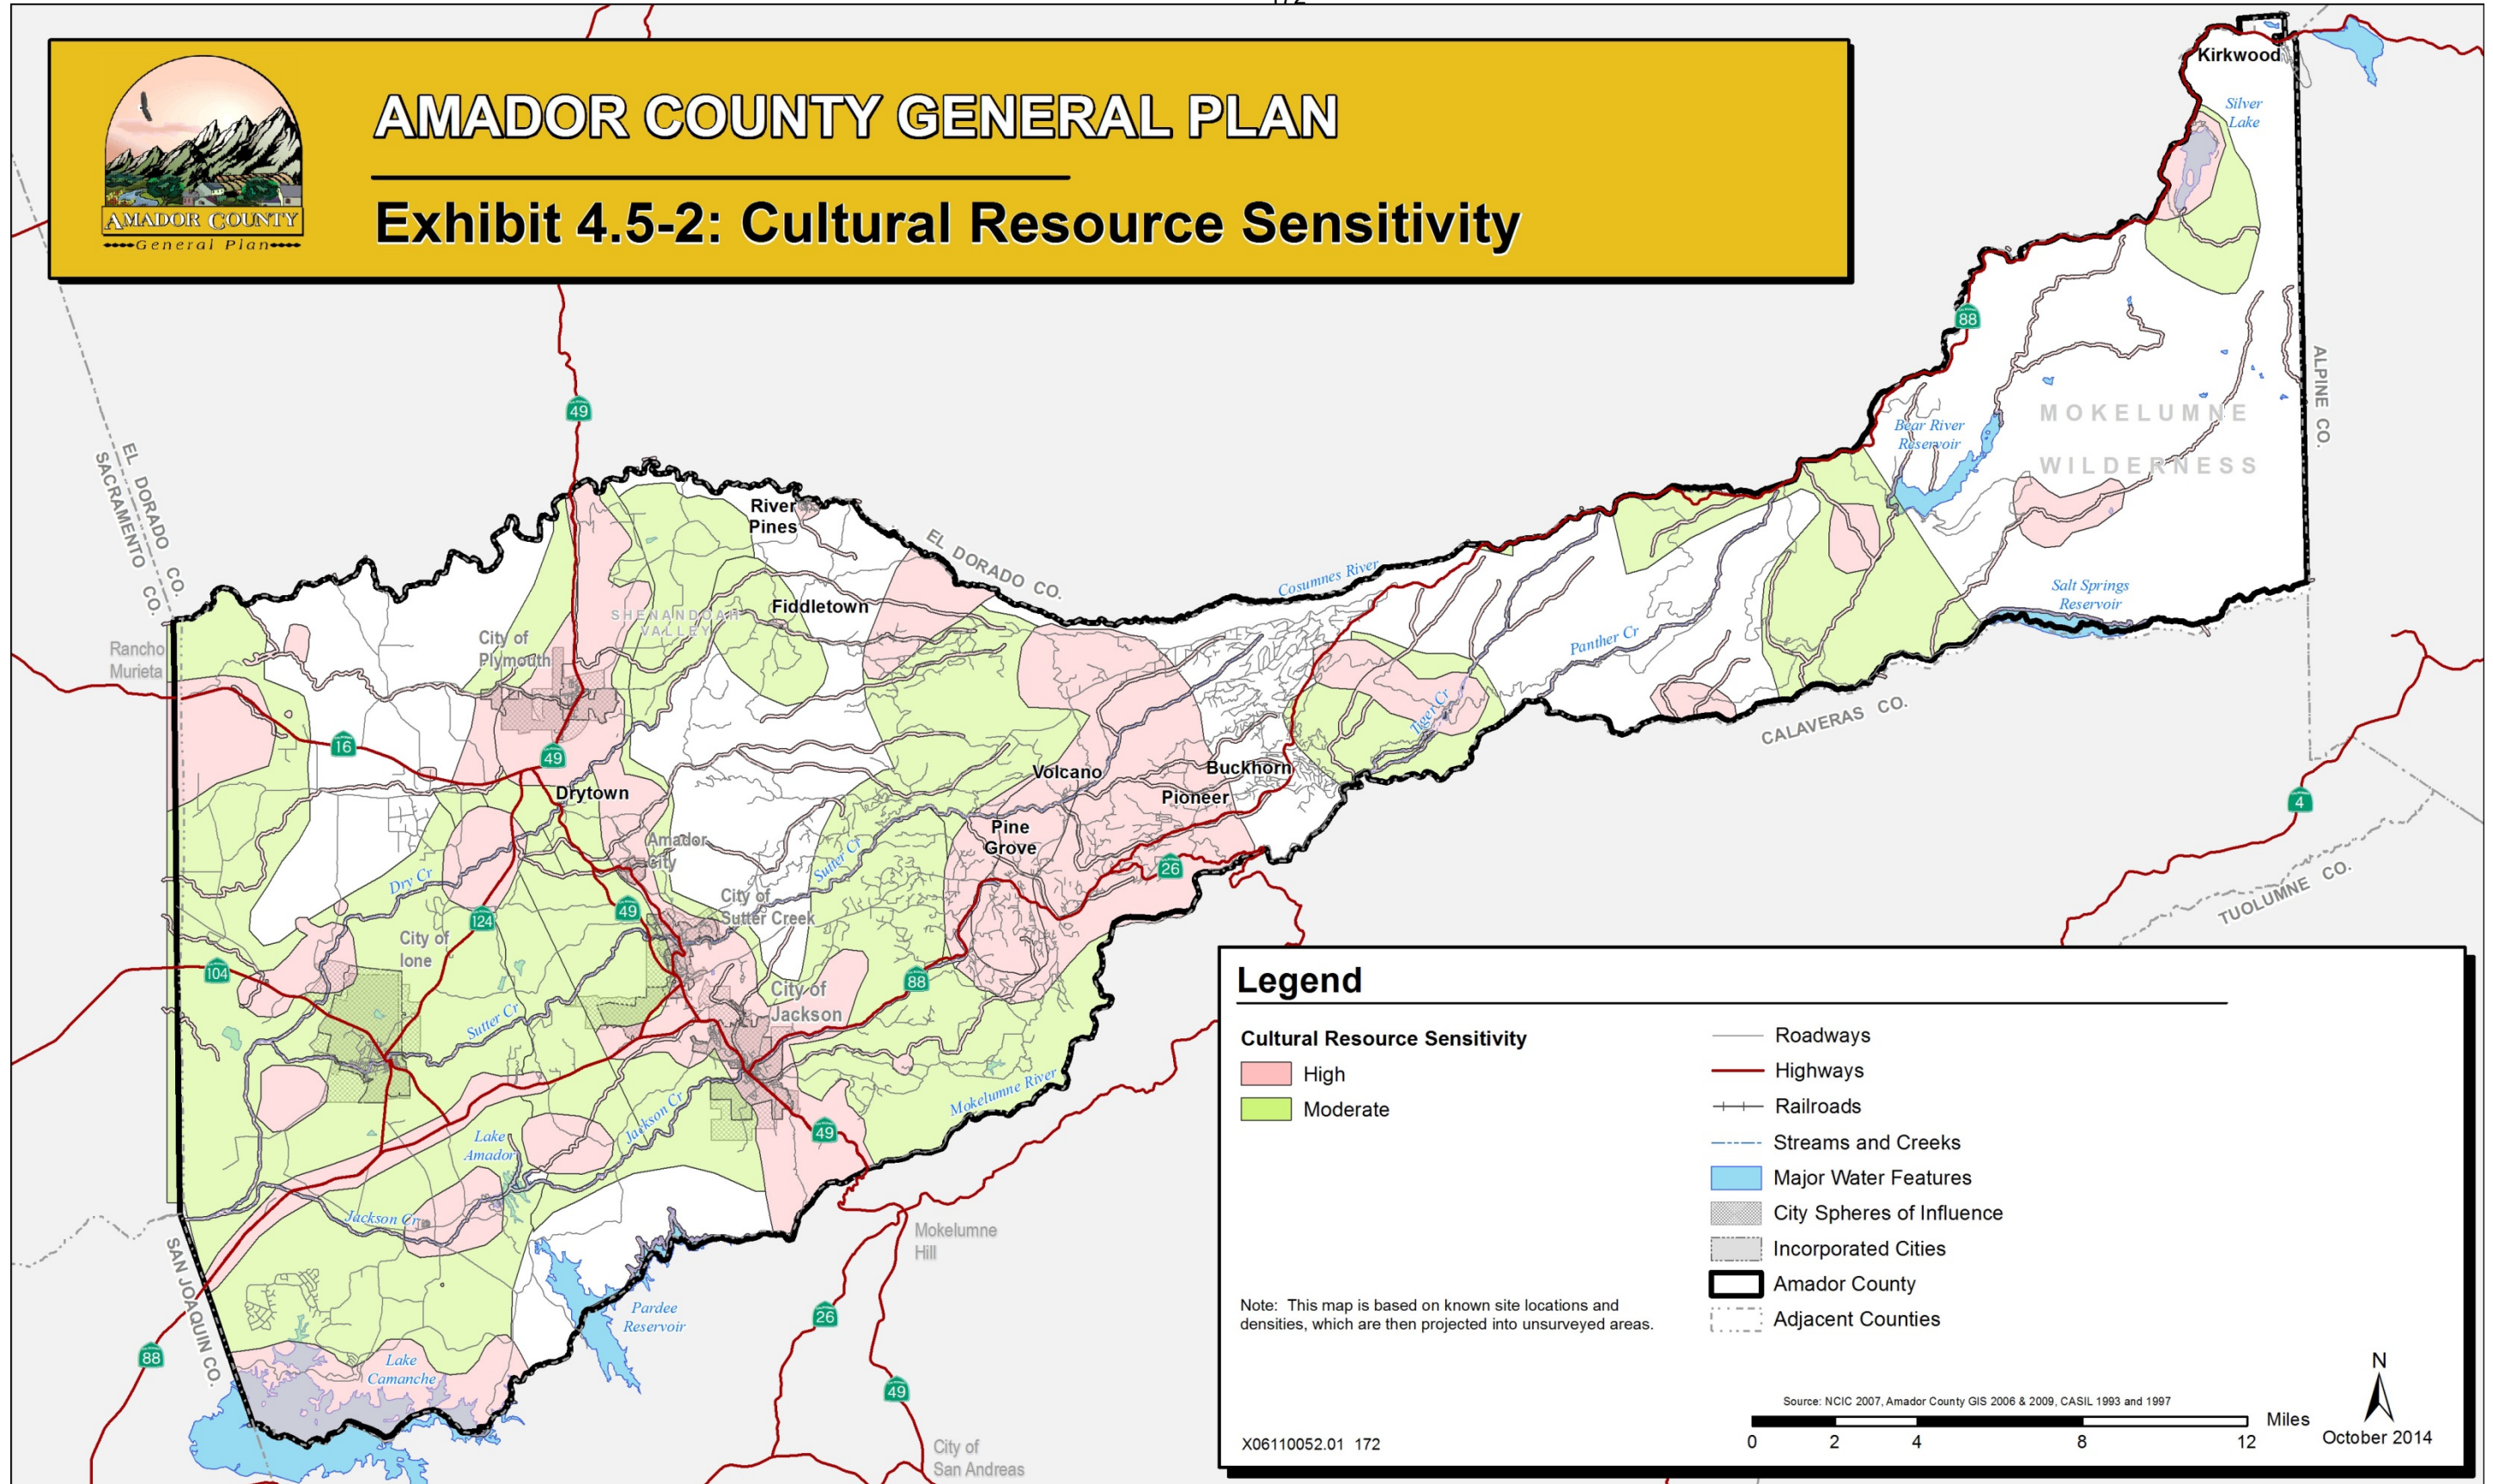 172
AMADOR COUNTY GENERAL PLAN
Exhibit 4.5-2: Cultural Resource Sensitivity
AMADOR COUNTY
General Plan
Kirkwood
Silver
Lake
88
ALPINE CO.
MOKELUMNE
WILDERNESS
Bear River
Reservoir
Salt Springs
Reservoir
49
EL DORADO CO.
SACRAMENTO CO.
River
Pines
EL DORADO CO.
Cosumnes River
SHENANDOAH
VALLEY
Fiddletown
Rancho
Murieta
City of
Plymouth
Panther Cr
Tiger Cr
CALAVERAS CO.
16
49
Drytown
Volcano
Buckhorn
Pioneer
4
TUOLUMNE CO.
Pine
Grove
Amador
City
Sutter Cr
26
Dry Cr
49
124
City of
Sutter Creek
City of
Ione
104
88
City of
Jackson
Sutter Cr
Mokelumne River
Jackson Cr
49
Lake
Amador
Jackson Cr
SAN JOAQUIN CO.
Mokelumne
Hill
Pardee
Reservoir
26
88
Lake
Camanche
49
City of
San Andreas
Legend
Cultural Resource Sensitivity
High
Moderate
Roadways
Highways
Railroads
Streams and Creeks
Major Water Features
City Spheres of Influence
Incorporated Cities
Amador County
Adjacent Counties
Note: This map is based on known site locations and
densities, which are then projected into unsurveyed areas.
Source: NCIC 2007, Amador County GIS 2006 & 2009, CASIL 1993 and 1997
Miles
0 2 4 8 12
N
October 2014
X06110052.01 172